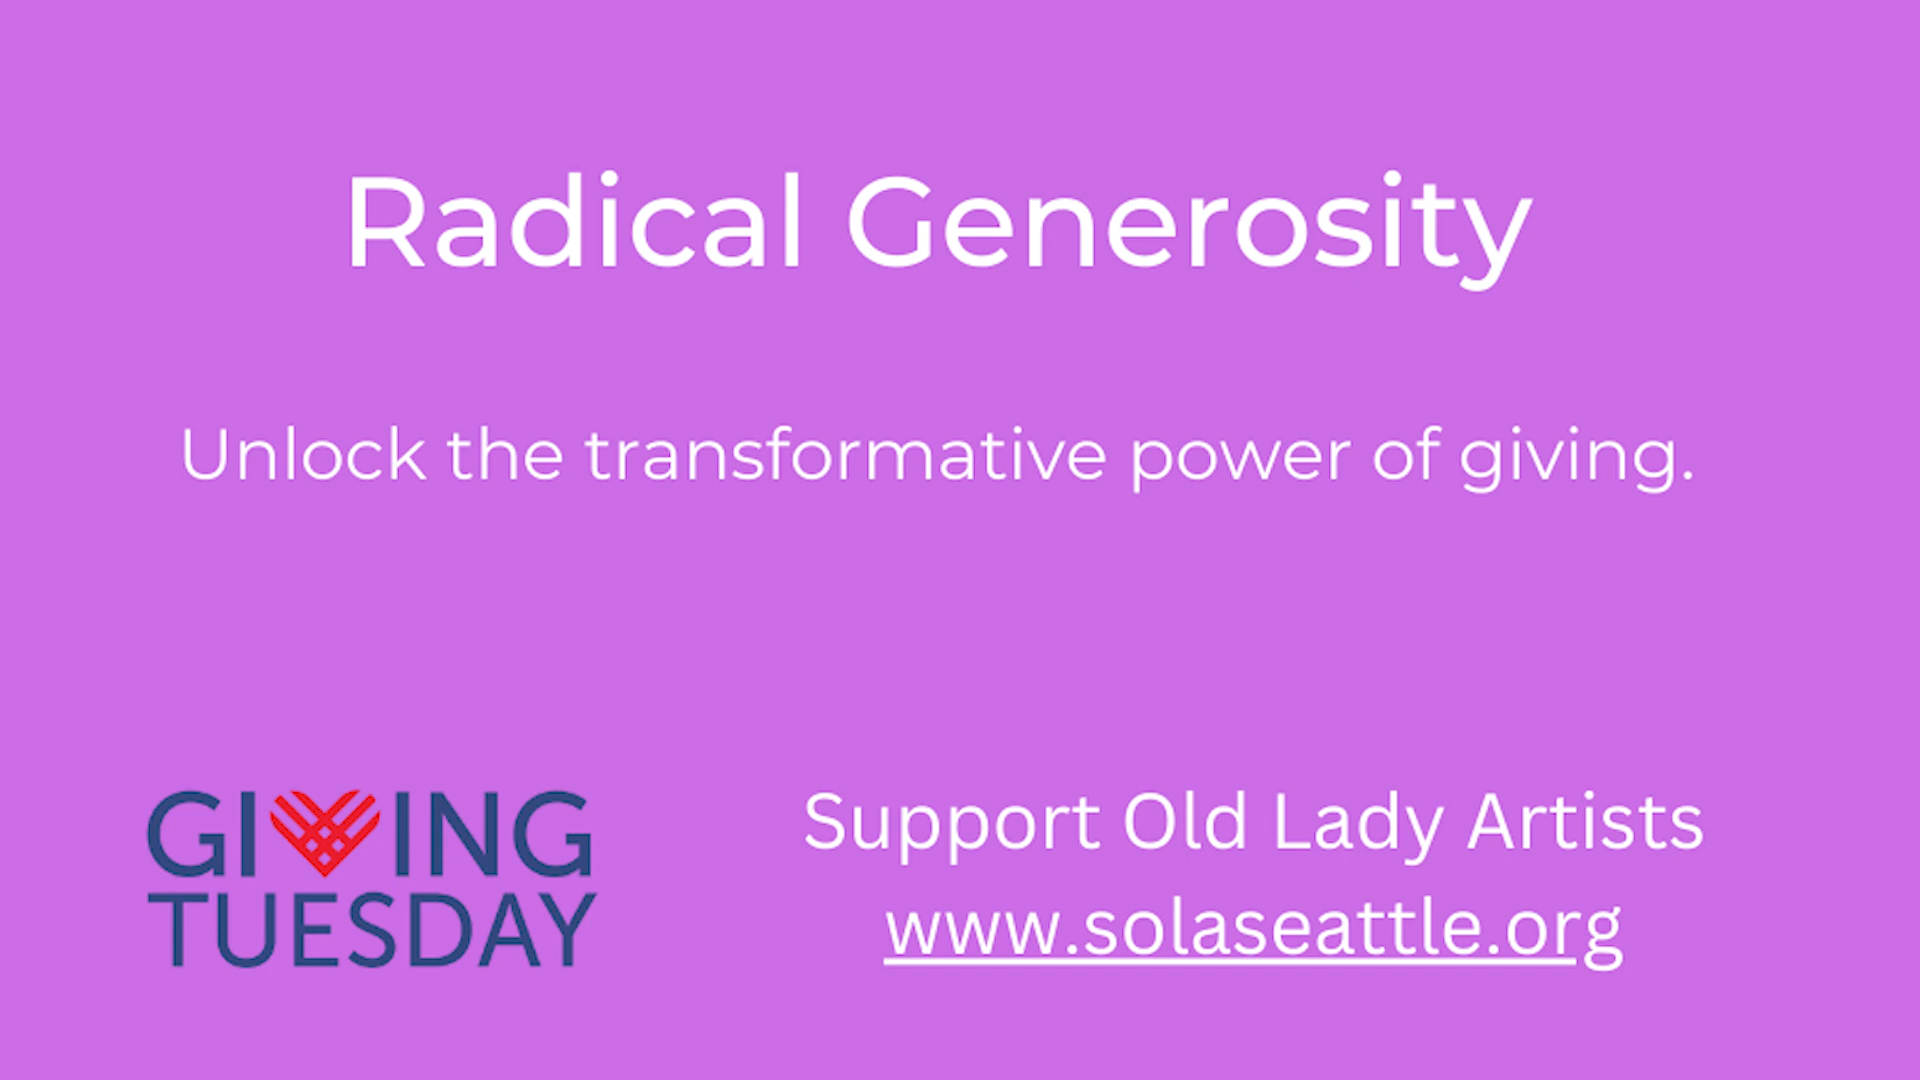 Radical Generosity
Unlock the transformative power of giving.
GIVING
TUESDAY
Support Old Lady Artists
www.solaseattle.org